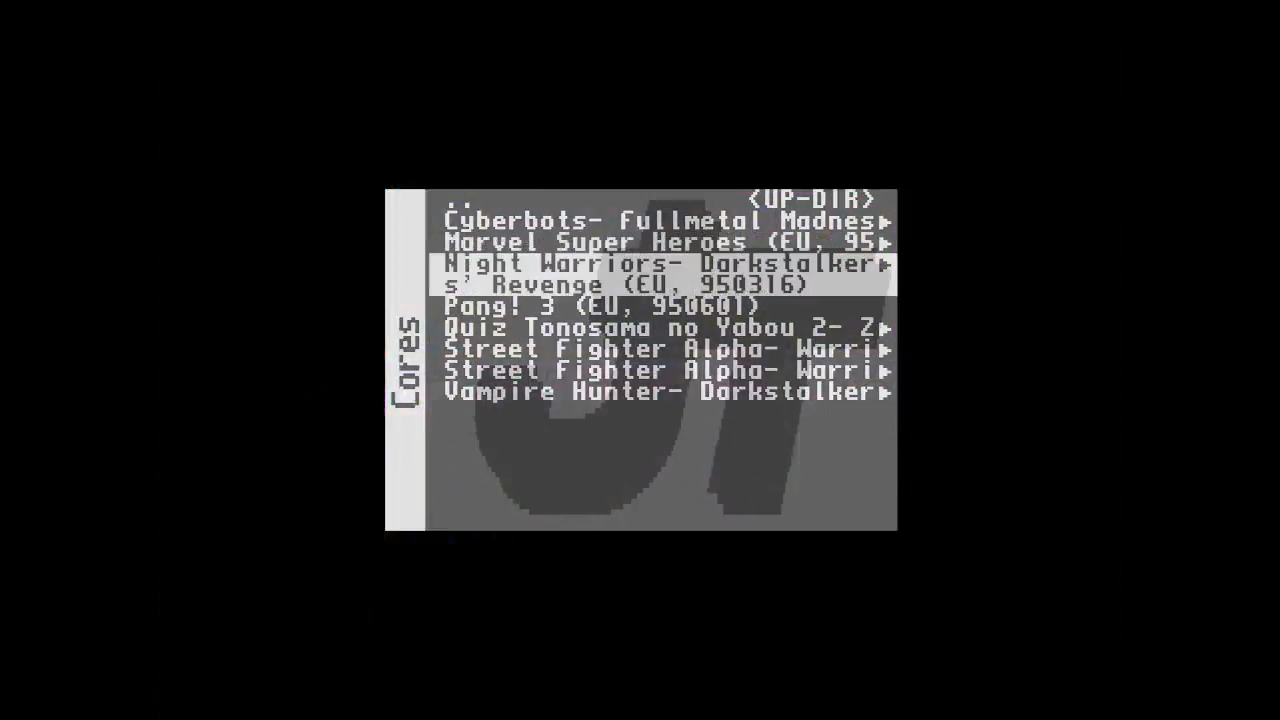 ..                <UP-DIR>
Cyberbots- Fullmetal Madnes▸
Marvel Super Heroes (EU, 95▸
Night Warriors- Darkstalker▸
s' Revenge (EU, 950316)
Pang! 3 (EU, 950601)
Quiz Tonosama no Yabou 2- Z▸
Street Fighter Alpha- Warri▸
Street Fighter Alpha- Warri▸
Vampire Hunter- Darkstalker▸
Cores